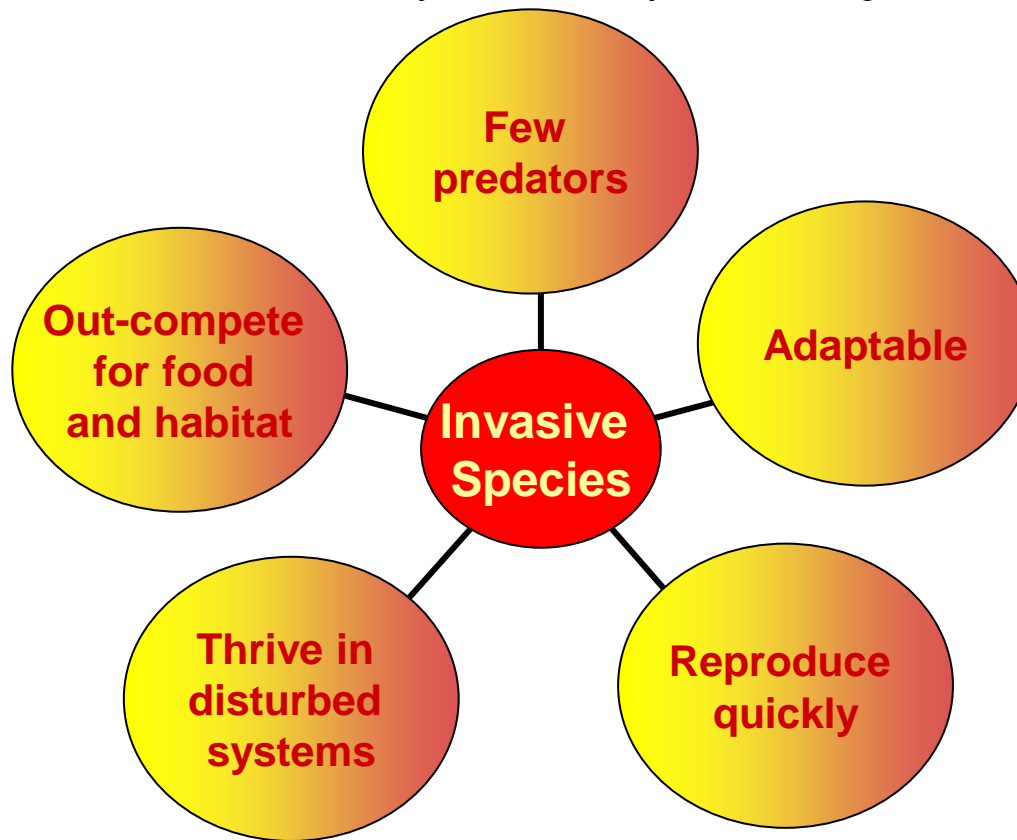 Few
predators
Adaptable
Out-compete
for food
and habitat
Invasive
Species
Thrive in
disturbed
systems
Reproduce
quickly